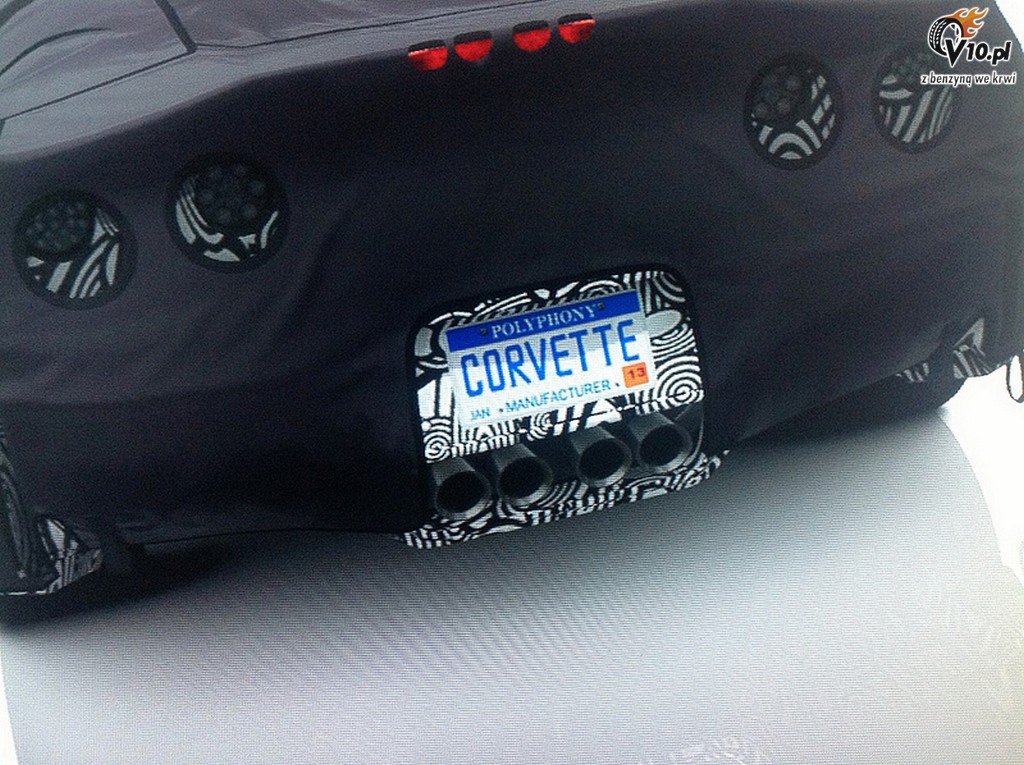 V10.pl
z benzyną we krwi
POLYPHONY
CORVETTE
13
JAN • MANUFACTURER •